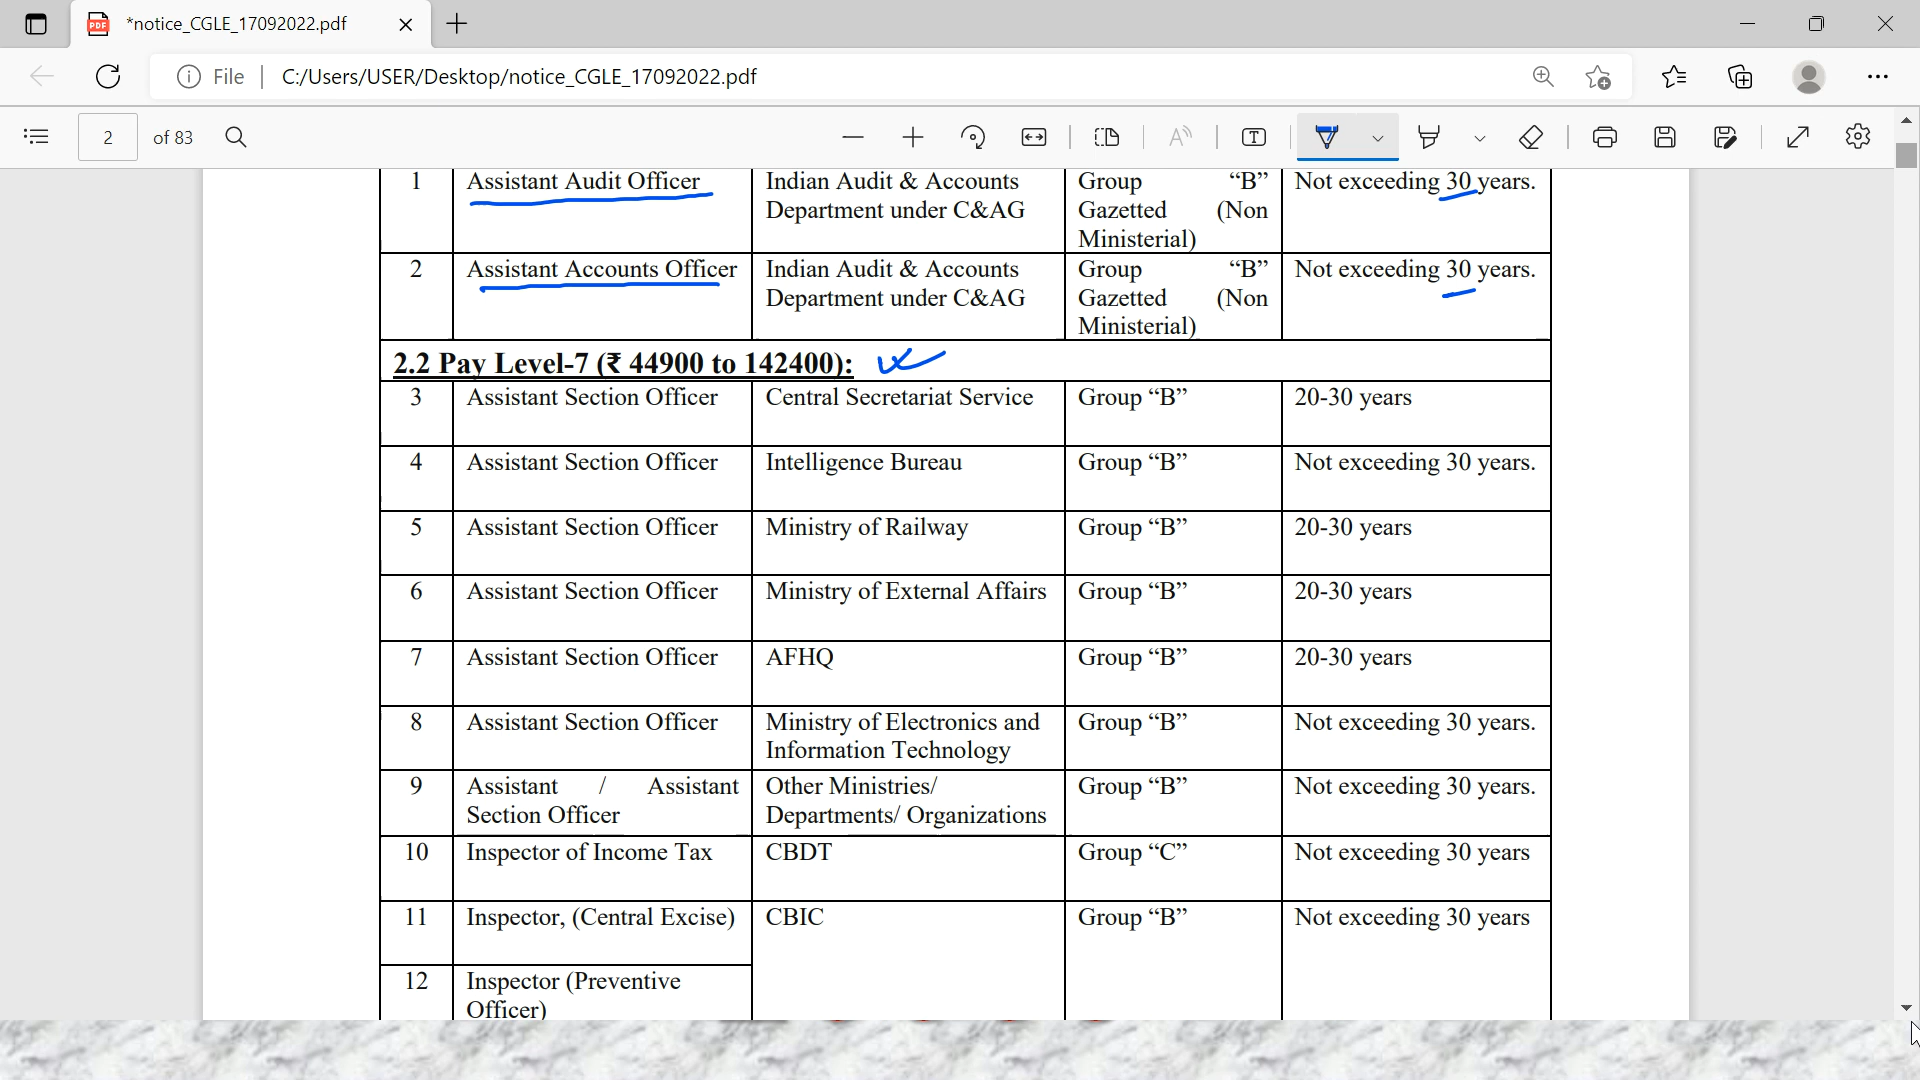 *notice_CGLE_17092022.pdf
File
C:/Users/USER/Desktop/notice_CGLE_17092022.pdf
2 of 83
1 Assistant Audit Officer Indian Audit & Accounts Group “B” Not exceeding 30 years.
Department under C&AG Gazetted (Non
Ministerial)
2 Assistant Accounts Officer Indian Audit & Accounts Group “B” Not exceeding 30 years.
Department under C&AG Gazetted (Non
Ministerial)
2.2 Pay Level-7 (₹ 44900 to 142400):
3 Assistant Section Officer Central Secretariat Service Group “B” 20-30 years
4 Assistant Section Officer Intelligence Bureau Group “B” Not exceeding 30 years.
5 Assistant Section Officer Ministry of Railway Group “B” 20-30 years
6 Assistant Section Officer Ministry of External Affairs Group “B” 20-30 years
7 Assistant Section Officer AFHQ Group “B” 20-30 years
8 Assistant Section Officer Ministry of Electronics and Group “B” Not exceeding 30 years.
Information Technology
9 Assistant / Assistant Other Ministries/ Group “B” Not exceeding 30 years.
Section Officer Departments/ Organizations
10 Inspector of Income Tax CBDT Group “C” Not exceeding 30 years
11 Inspector, (Central Excise) CBIC Group “B” Not exceeding 30 years
12 Inspector (Preventive
Officer)